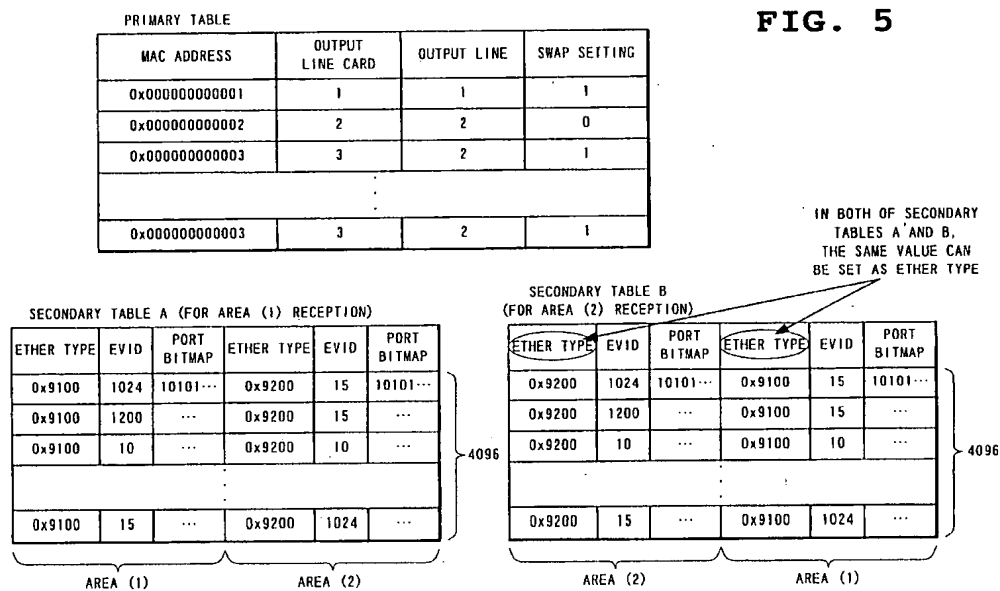 FIG. 5
PRIMARY TABLE
MAC ADDRESS OUTPUT LINE CARD OUTPUT LINE SWAP SETTING
0x000000000001 1 1 1
0x000000000002 2 2 0
0x000000000003 3 2 1
⋮
0x000000000003 3 2 1
IN BOTH OF SECONDARY
TABLES A AND B,
THE SAME VALUE CAN
BE SET AS ETHER TYPE
SECONDARY TABLE A (FOR AREA (1) RECEPTION)
ETHER TYPE EVID PORT BITMAP ETHER TYPE EVID PORT BITMAP
0x9100 1024 10101··· 0x9200 15 10101···
0x9100 1200 ··· 0x9200 15 ···
0x9100 10 ··· 0x9200 10 ···
⋮
0x9100 15 ··· 0x9200 1024 ···
4096
AREA (1) AREA (2)
SECONDARY TABLE B
(FOR AREA (2) RECEPTION)
ETHER TYPE EVID PORT BITMAP ETHER TYPE EVID PORT BITMAP
0x9200 1024 10101··· 0x9100 15 10101···
0x9200 1200 ··· 0x9100 15 ···
0x9200 10 ··· 0x9100 10 ···
⋮
0x9200 15 ··· 0x9100 1024 ···
4096
AREA (2) AREA (1)